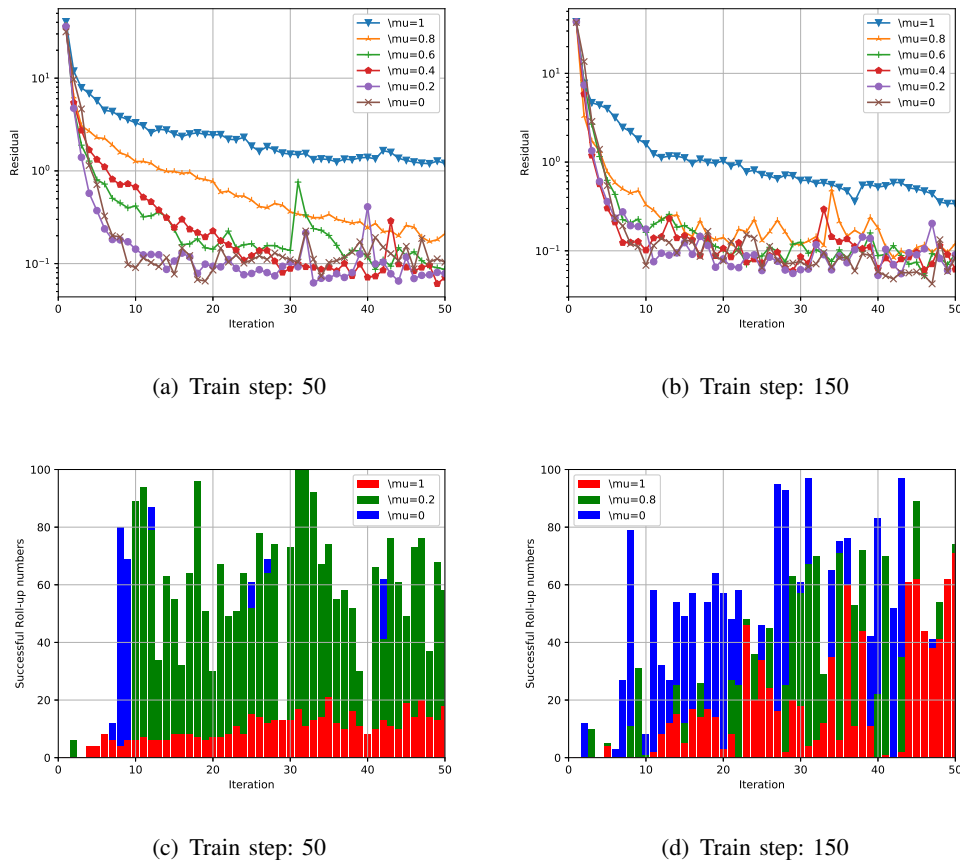 \mu=1
\mu=0.8
\mu=0.6
\mu=0.4
\mu=0.2
\mu=0
10^1
10^0
10^{-1}
Residual
0 10 20 30 40 50
Iteration
(a) Train step: 50
\mu=1
\mu=0.8
\mu=0.6
\mu=0.4
\mu=0.2
\mu=0
10^1
10^0
10^{-1}
Residual
0 10 20 30 40 50
Iteration
(b) Train step: 150
100
80
60
40
20
0
Successful Roll-up numbers
\mu=1
\mu=0.2
\mu=0
0 10 20 30 40 50
Iteration
(c) Train step: 50
100
80
60
40
20
0
Successful Roll-up numbers
\mu=1
\mu=0.8
\mu=0
0 10 20 30 40 50
Iteration
(d) Train step: 150